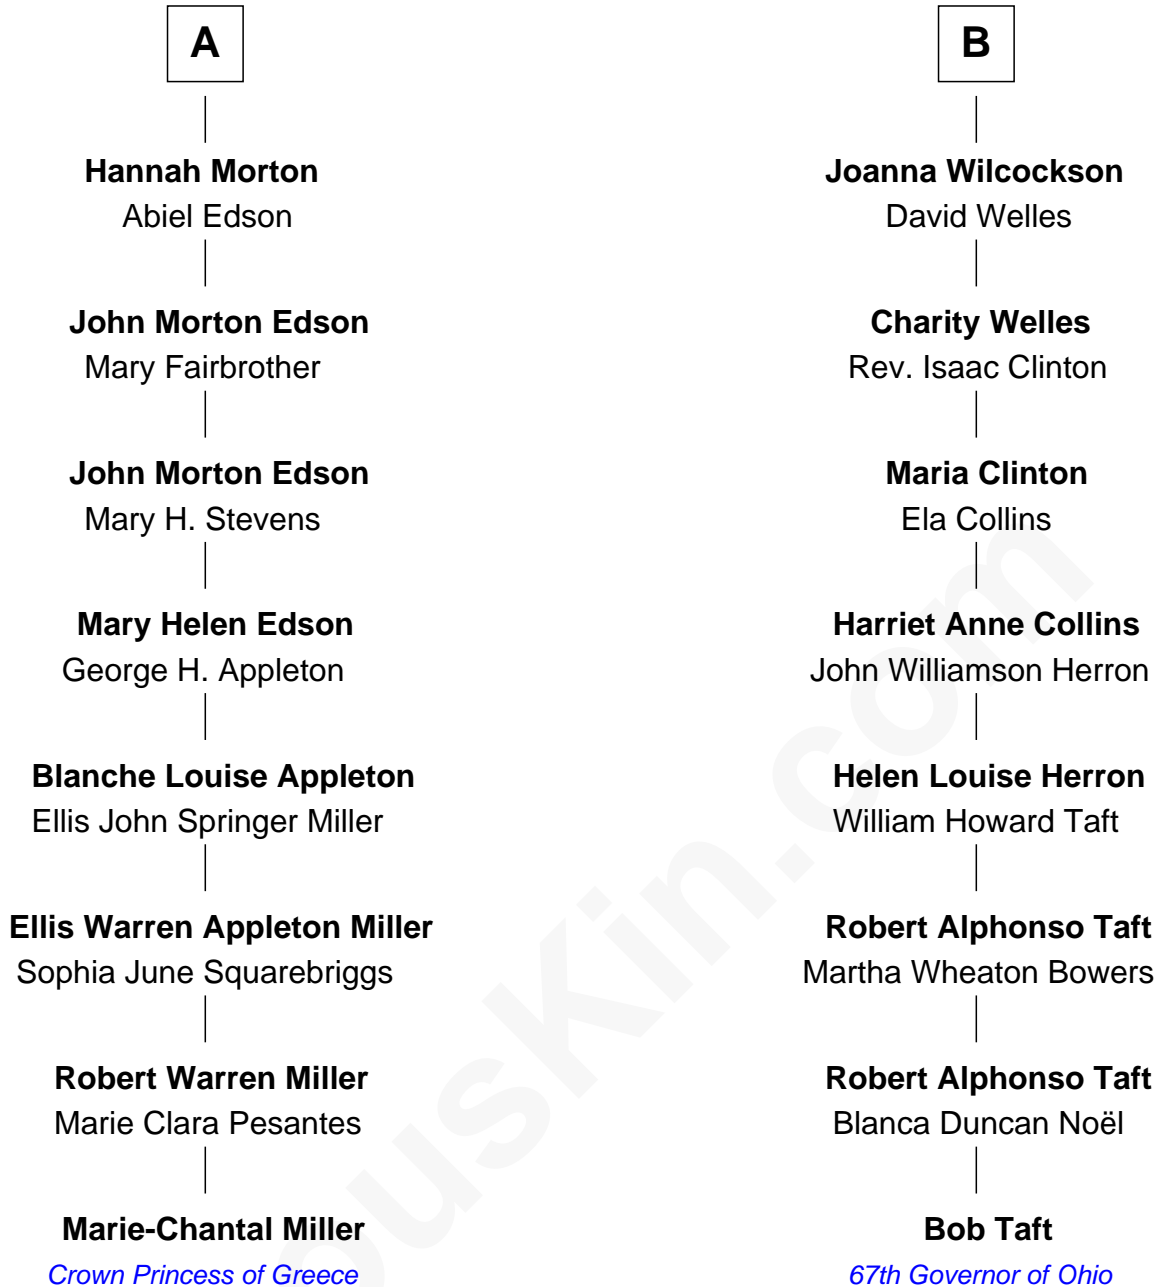 A
Hannah Morton
Abiel Edson
John Morton Edson
Mary Fairbrother
John Morton Edson
Mary H. Stevens
Mary Helen Edson
George H. Appleton
Blanche Louise Appleton
Ellis John Springer Miller
Ellis Warren Appleton Miller
Sophia June Squarebriggs
Robert Warren Miller
Marie Clara Pesantes
Marie-Chantal Miller
Crown Princess of Greece
B
Joanna Wilcockson
David Welles
Charity Welles
Rev. Isaac Clinton
Maria Clinton
Ela Collins
Harriet Anne Collins
John Williamson Herron
Helen Louise Herron
William Howard Taft
Robert Alphonso Taft
Martha Wheaton Bowers
Robert Alphonso Taft
Blanca Duncan Noël
Bob Taft
67th Governor of Ohio
ousKin.com